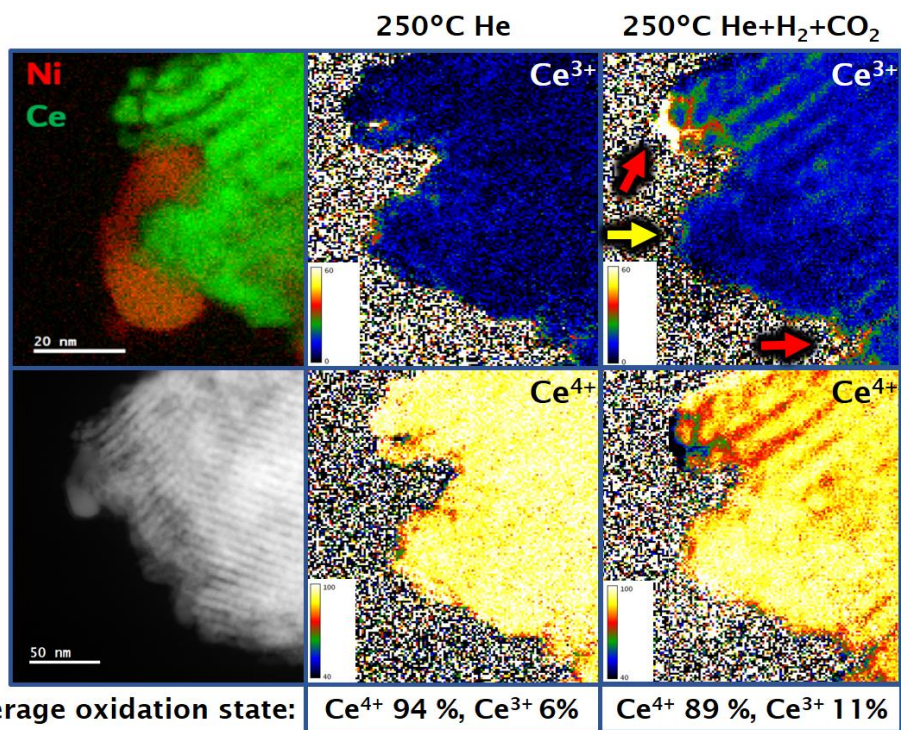 250°C He
250°C He+H₂+CO₂
Ni
Ce
20 nm
Ce³⁺
60
0
Ce³⁺
60
0
50 nm
Ce⁴⁺
100
40
Ce⁴⁺
100
40
erage oxidation state:
Ce⁴⁺ 94 %, Ce³⁺ 6%
Ce⁴⁺ 89 %, Ce³⁺ 11%